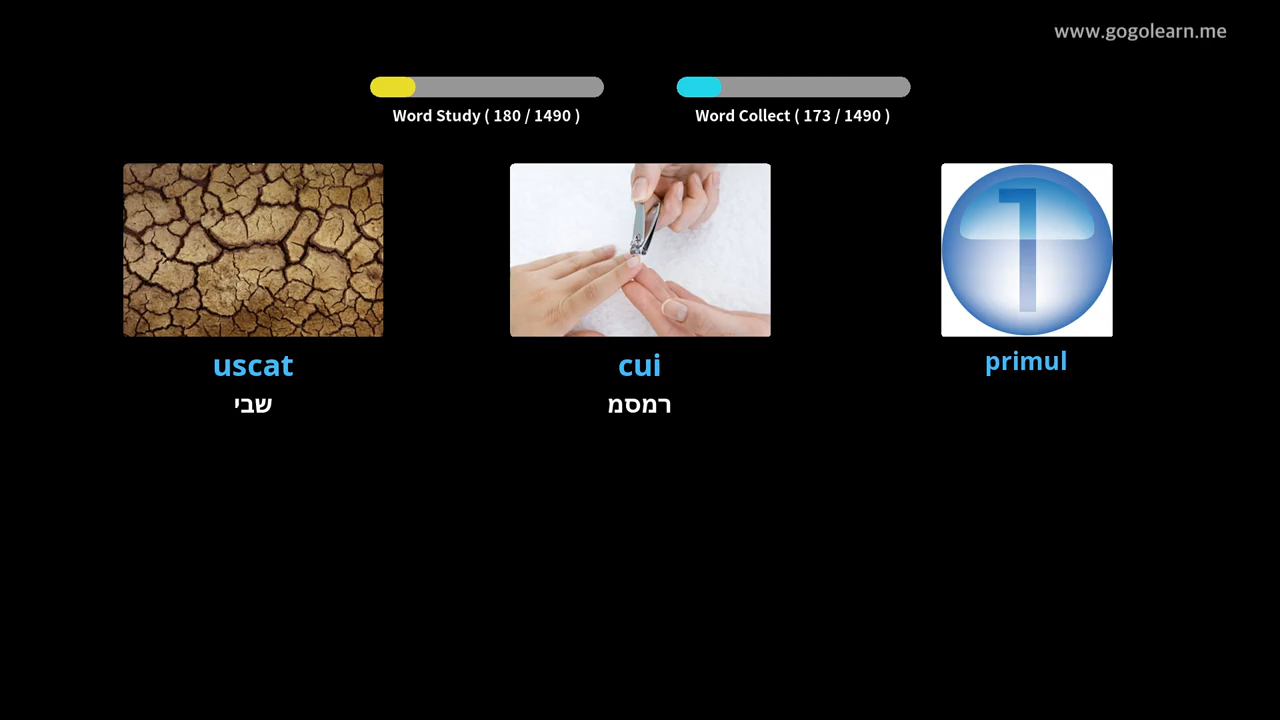 www.gogolearn.me
Word Study ( 180 / 1490 )
Word Collect ( 173 / 1490 )
uscat
cui
primul
שבי
רמסמ